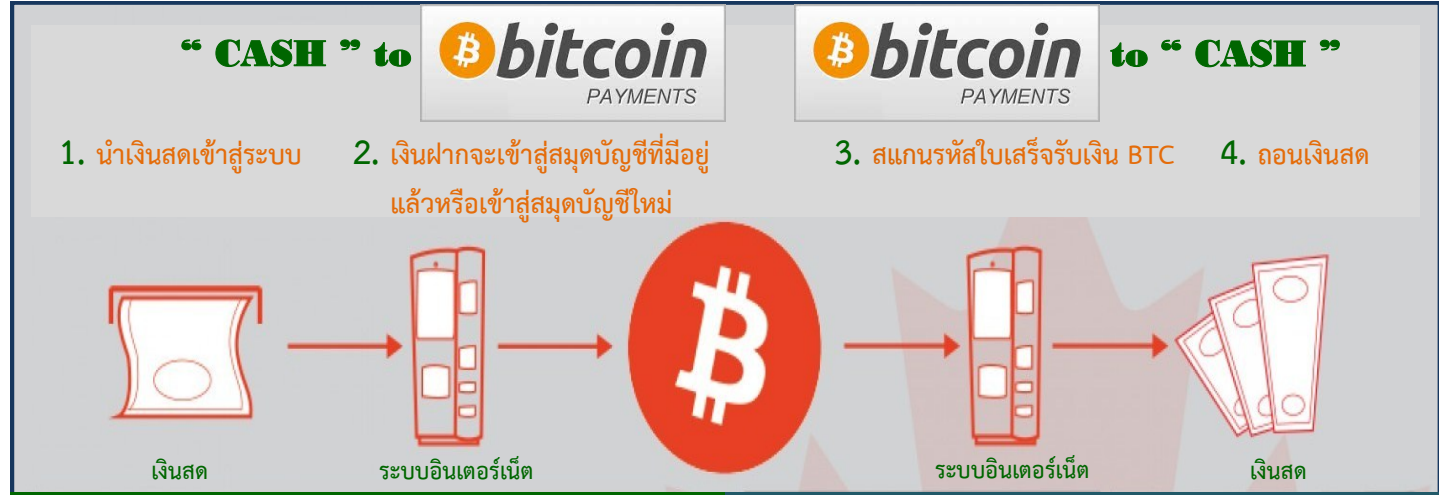 “ CASH ” to bitcoin PAYMENTS
bitcoin PAYMENTS to “ CASH ”
1. นำเงินสดเข้าสู่ระบบ
2. เงินฝากจะเข้าสู่สมุดบัญชีที่มีอยู่
แล้วหรือเข้าสู่สมุดบัญชีใหม่
3. สแกนรหัสใบเสร็จรับเงิน BTC
4. ถอนเงินสด
เงินสด
ระบบอินเตอร์เน็ต
ระบบอินเตอร์เน็ต
เงินสด